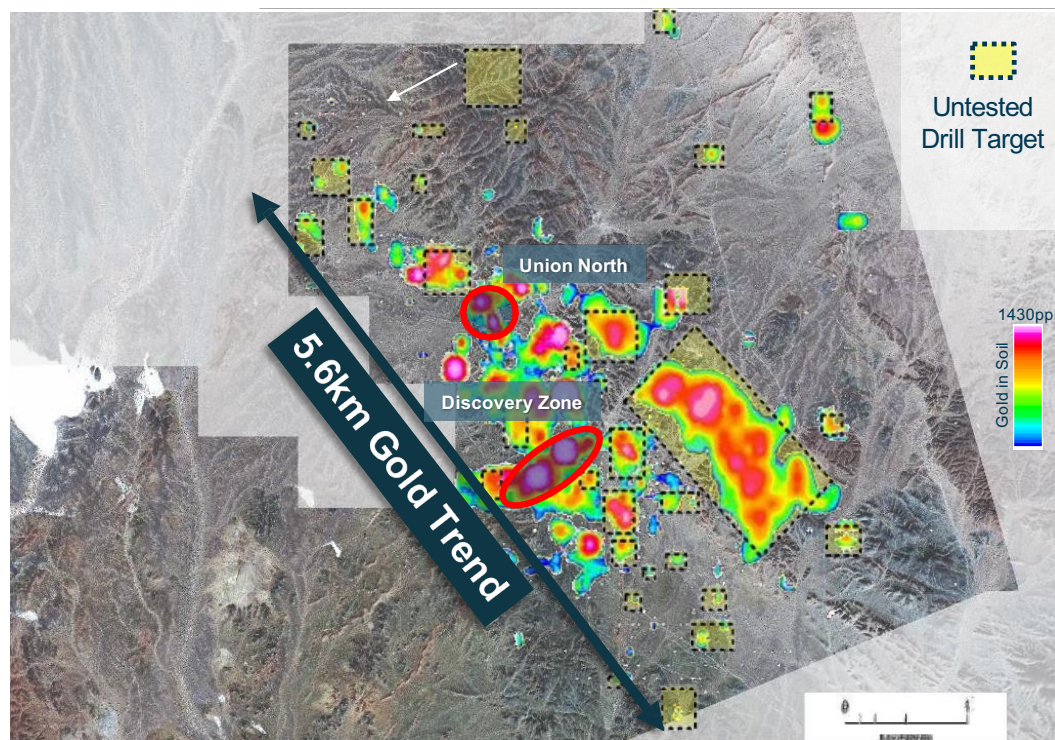 Untested
Drill Target
Union North
1430pp
Gold in Soil
5.6km Gold Trend
Discovery Zone